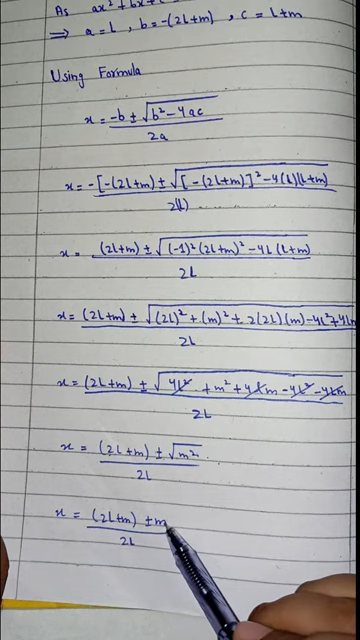 As ax² + bx +
⇒ a = l , b = -(2l+m) , c = l+m
Using Formula
x = -b ± √b² - 4ac / 2a
x = -[-(2l+m) ± √[-(2l+m)]² - 4(l)(l+m) / 2(l)
x = (2l+m) ± √(-1)² (2l+m)² - 4l (l+m) / 2l
x = (2l+m) ± √(2l)² + (m)² + 2(2l)(m) - 4l² + 4lm / 2l
x = (2l+m) ± √4l² + m² + 4lm - 4l² - 4lm / 2l
x = (2l+m) ± √m² / 2l
x = (2l+m) ± m / 2l